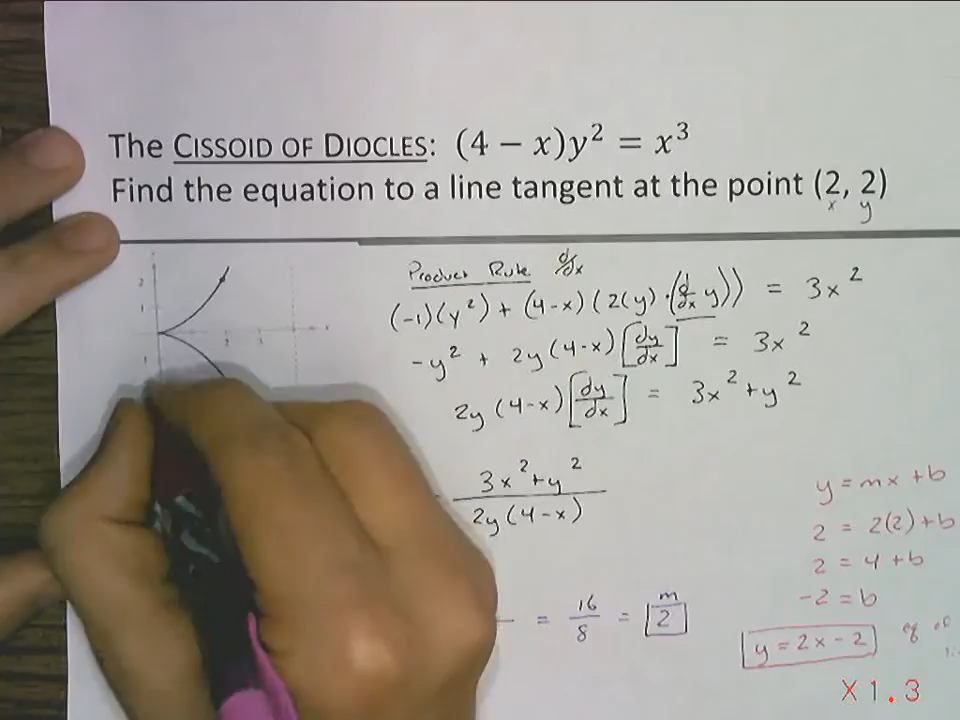 The CISSOID OF DIOCLES: (4 − x)y² = x³
Find the equation to a line tangent at the point (2, 2)
x y
Product Rule d/dx
(-1)(y²) + (4-x)(2(y)·(d/dx y)) = 3x²
-y² + 2y(4-x)[dy/dx] = 3x²
2y(4-x)[dy/dx] = 3x² + y²
3x² + y²
2y(4-x)
= 16/8 = m 2
y = mx + b
2 = 2(2) + b
2 = 4 + b
-2 = b
y = 2x - 2
2
1
1
X1.3